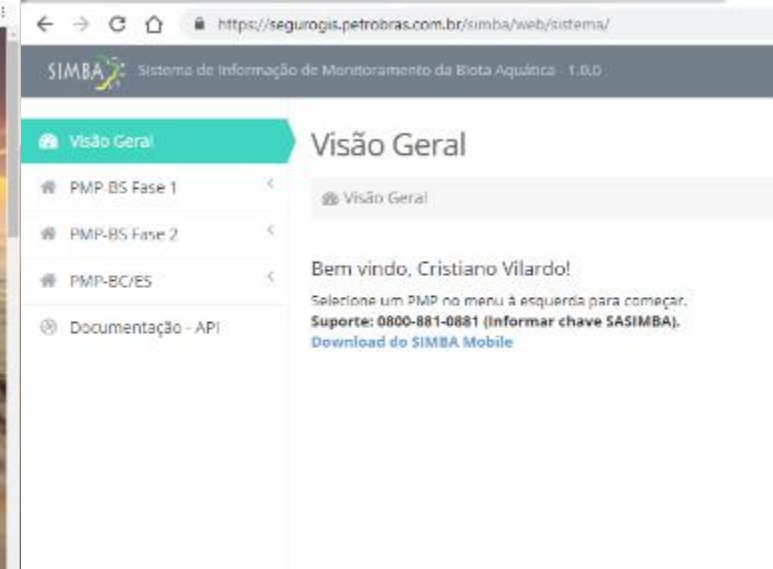 https://segurogis.petrobras.com.br/simba/web/sistema/
SIMBA Sistema de Informação de Monitoramento da Biota Aquática - 1.0.0
Visão Geral
PMP-BS Fase 1
PMP-BS Fase 2
PMP-BC/ES
Documentação - API
Visão Geral
Visão Geral
Bem vindo, Cristiano Vilardo!
Selecione um PMP no menu à esquerda para começar.
Suporte: 0800-881-0881 (Informar chave SASIMBA).
Download do SIMBA Mobile